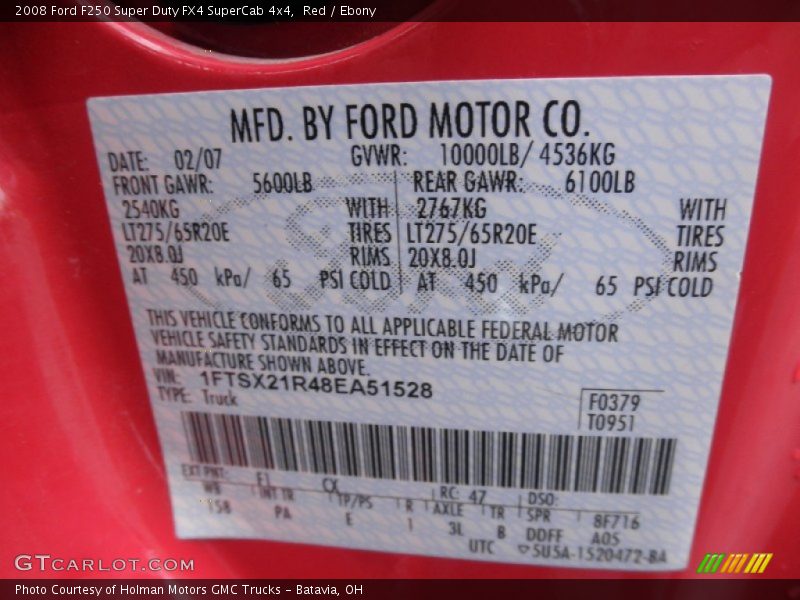 2008 Ford F250 Super Duty FX4 SuperCab 4x4, Red / Ebony
MFD. BY FORD MOTOR CO.
DATE: 02/07 GVWR: 10000LB/ 4536KG
FRONT GAWR: 5600LB REAR GAWR: 6100LB
2540KG WITH 2767KG WITH
LT275/65R20E TIRES LT275/65R20E TIRES
20X8.0J RIMS 20X8.0J RIMS
AT 450 kPa/ 65 PSI COLD AT 450 kPa/ 65 PSI COLD
THIS VEHICLE CONFORMS TO ALL APPLICABLE FEDERAL MOTOR
VEHICLE SAFETY STANDARDS IN EFFECT ON THE DATE OF
MANUFACTURE SHOWN ABOVE.
VIN: 1FTSX21R48EA51528
TYPE: Truck
F0379
T0951
EXT PNT: F1 CX RC: 47 DSO:
WB INT TR TP/PS R AXLE TR SPR 8F716
158 PA E 1 3L B DDFF A05
UTC ▽5U5A-1520472-BA
GTCARLOT.COM
Photo Courtesy of Holman Motors GMC Trucks - Batavia, OH